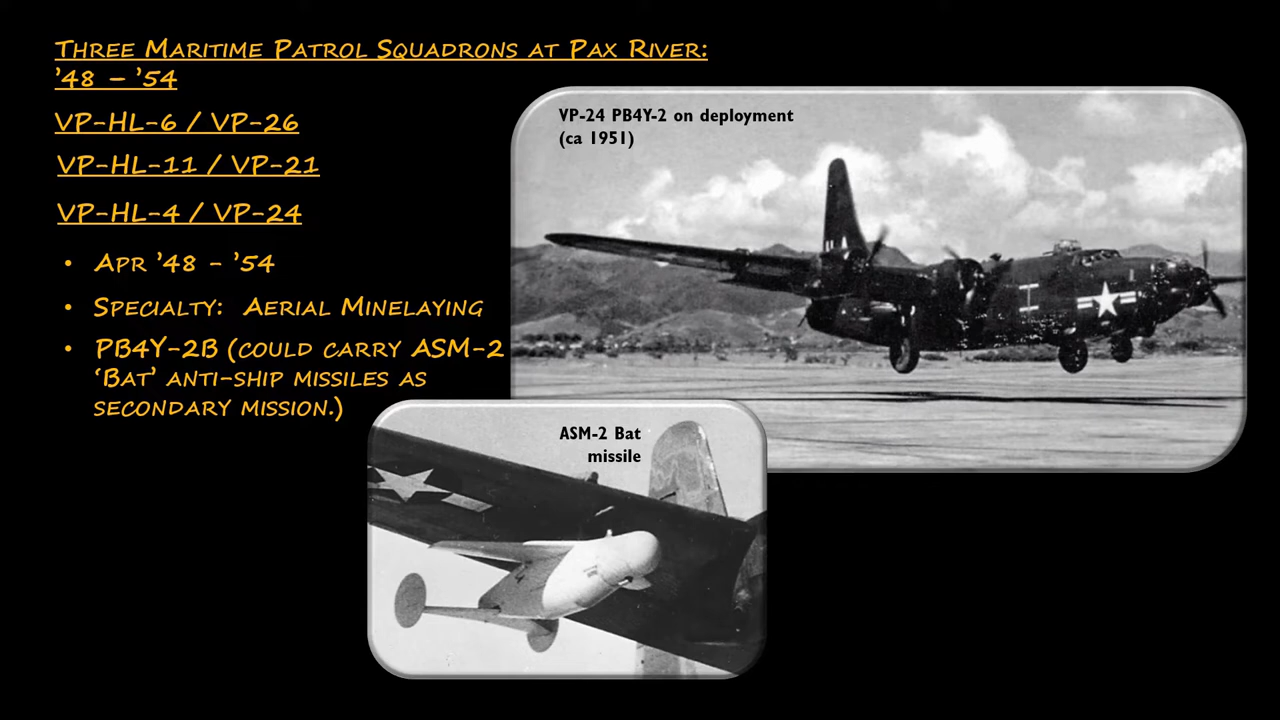 Three Maritime Patrol Squadrons at Pax River:
’48 – ’54
VP-HL-6 / VP-26
VP-HL-11 / VP-21
VP-HL-4 / VP-24
• Apr ’48 - ’54
• Specialty: Aerial Minelaying
• PB4Y-2B (could carry ASM-2
‘Bat’ anti-ship missiles as
secondary mission.)
VP-24 PB4Y-2 on deployment
(ca 1951)
ASM-2 Bat
missile